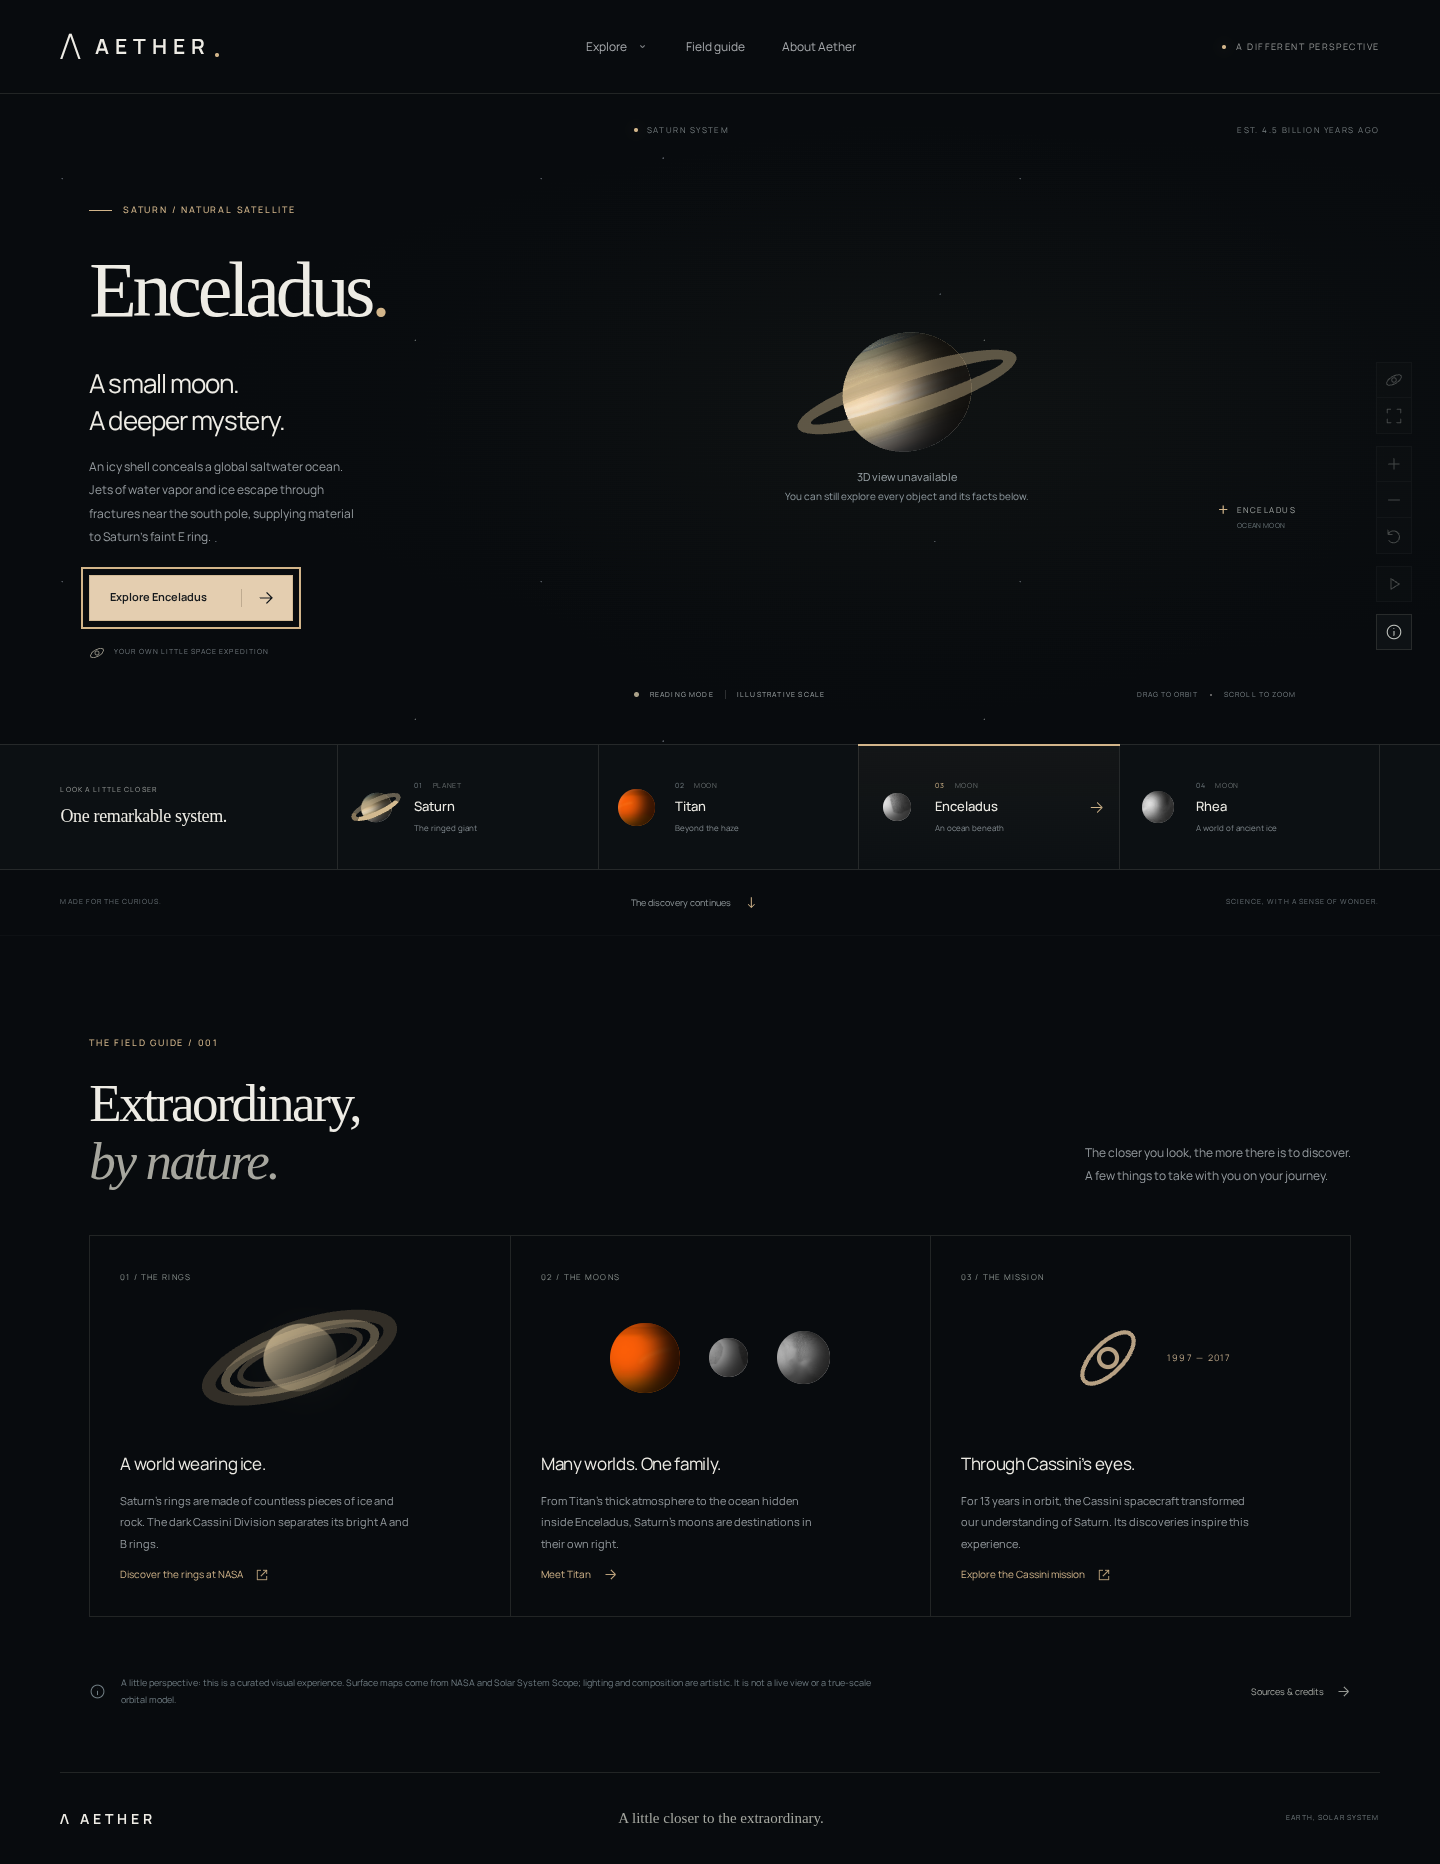 AETHER.
Explore
Field guide
About Aether
A DIFFERENT PERSPECTIVE
SATURN SYSTEM
EST. 4.5 BILLION YEARS AGO
SATURN / NATURAL SATELLITE
Enceladus.
A small moon.
A deeper mystery.
An icy shell conceals a global saltwater ocean.
Jets of water vapor and ice escape through
fractures near the south pole, supplying material
to Saturn's faint E ring.
3D view unavailable
You can still explore every object and its facts below.
ENCELADUS
OCEAN MOON
Explore Enceladus
YOUR OWN LITTLE SPACE EXPEDITION
READING MODE
ILLUSTRATIVE SCALE
DRAG TO ORBIT • SCROLL TO ZOOM
LOOK A LITTLE CLOSER
One remarkable system.
01 PLANET
Saturn
The ringed giant
02 MOON
Titan
Beyond the haze
03 MOON
Enceladus
An ocean beneath
04 MOON
Rhea
A world of ancient ice
MADE FOR THE CURIOUS.
The discovery continues
SCIENCE, WITH A SENSE OF WONDER.
THE FIELD GUIDE / 001
Extraordinary,
by nature.
The closer you look, the more there is to discover.
A few things to take with you on your journey.
01 / THE RINGS
A world wearing ice.
Saturn's rings are made of countless pieces of ice and
rock. The dark Cassini Division separates its bright A and
B rings.
Discover the rings at NASA
02 / THE MOONS
Many worlds. One family.
From Titan's thick atmosphere to the ocean hidden
inside Enceladus, Saturn's moons are destinations in
their own right.
Meet Titan
03 / THE MISSION
1997 — 2017
Through Cassini's eyes.
For 13 years in orbit, the Cassini spacecraft transformed
our understanding of Saturn. Its discoveries inspire this
experience.
Explore the Cassini mission
A little perspective: this is a curated visual experience. Surface maps come from NASA and Solar System Scope; lighting and composition are artistic. It is not a live view or a true-scale
orbital model.
Sources & credits
AETHER
A little closer to the extraordinary.
EARTH, SOLAR SYSTEM